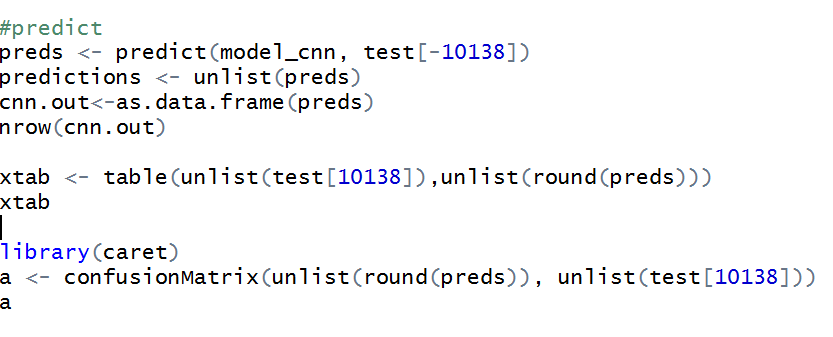 #predict
preds <- predict(model_cnn, test[-10138])
predictions <- unlist(preds)
cnn.out<-as.data.frame(preds)
nrow(cnn.out)
xtab <- table(unlist(test[10138]),unlist(round(preds)))
xtab
library(caret)
a <- confusionMatrix(unlist(round(preds)), unlist(test[10138]))
a